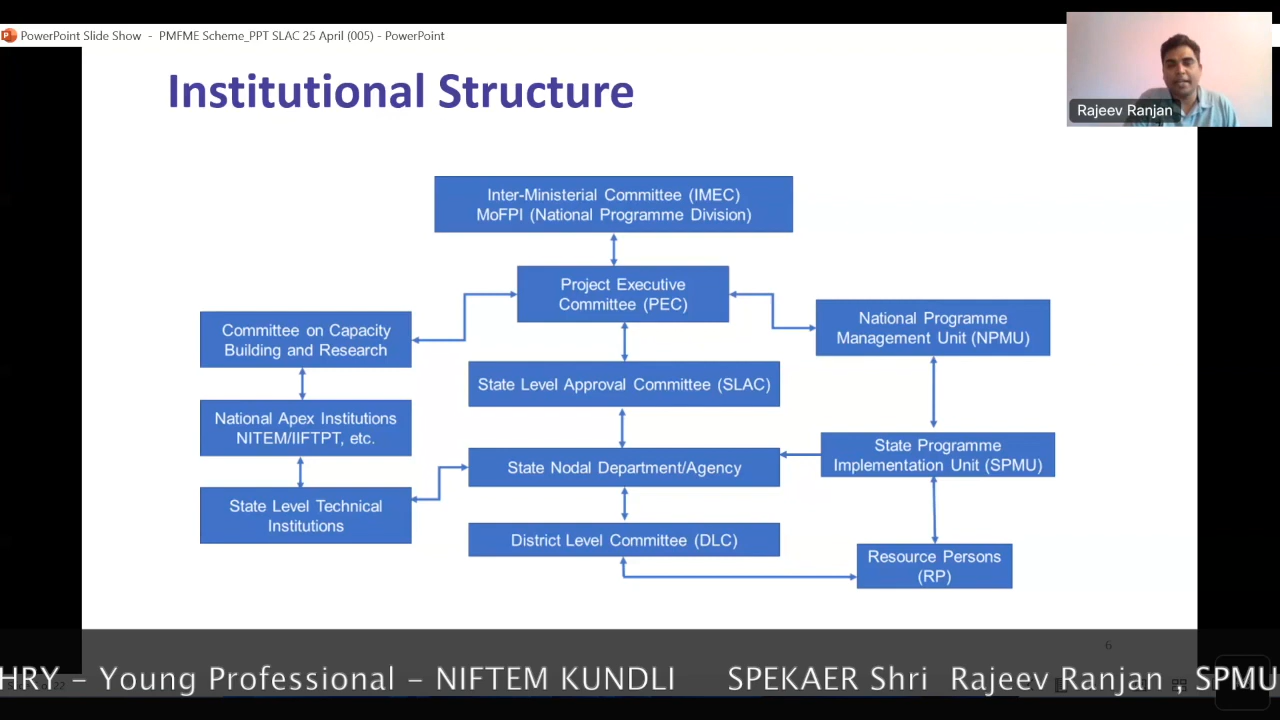 PowerPoint Slide Show - PMFME Scheme_PPT SLAC 25 April (005) - PowerPoint
Rajeev Ranjan
Institutional Structure
Inter-Ministerial Committee (IMEC)
MoFPI (National Programme Division)
Project Executive
Committee (PEC)
Committee on Capacity
Building and Research
National Programme
Management Unit (NPMU)
State Level Approval Committee (SLAC)
National Apex Institutions
NITEM/IIFTPT, etc.
State Programme
Implementation Unit (SPMU)
State Nodal Department/Agency
State Level Technical
Institutions
District Level Committee (DLC)
Resource Persons
(RP)
6
HRY – Young Professional – NIFTEM KUNDLI SPEKAER Shri Rajeev Ranjan , SPMU